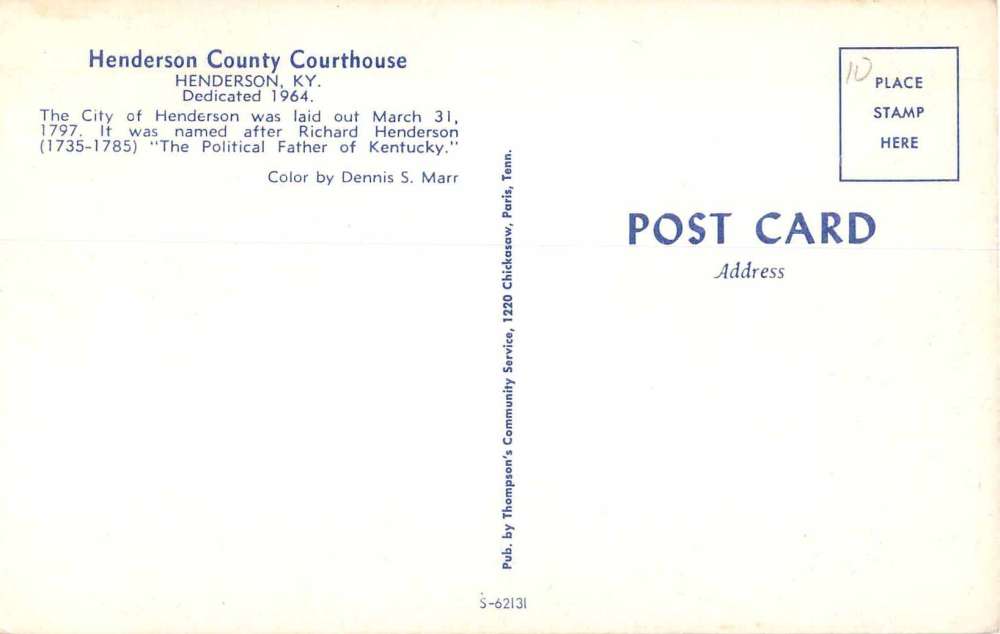 Henderson County Courthouse
HENDERSON, KY.
Dedicated 1964.
The City of Henderson was laid out March 31,
1797. It was named after Richard Henderson
(1735-1785) "The Political Father of Kentucky."
Color by Dennis S. Marr
Pub. by Thompson's Community Service, 1220 Chickasaw, Paris, Tenn.
S-62131
10
PLACE
STAMP
HERE
POST CARD
Address